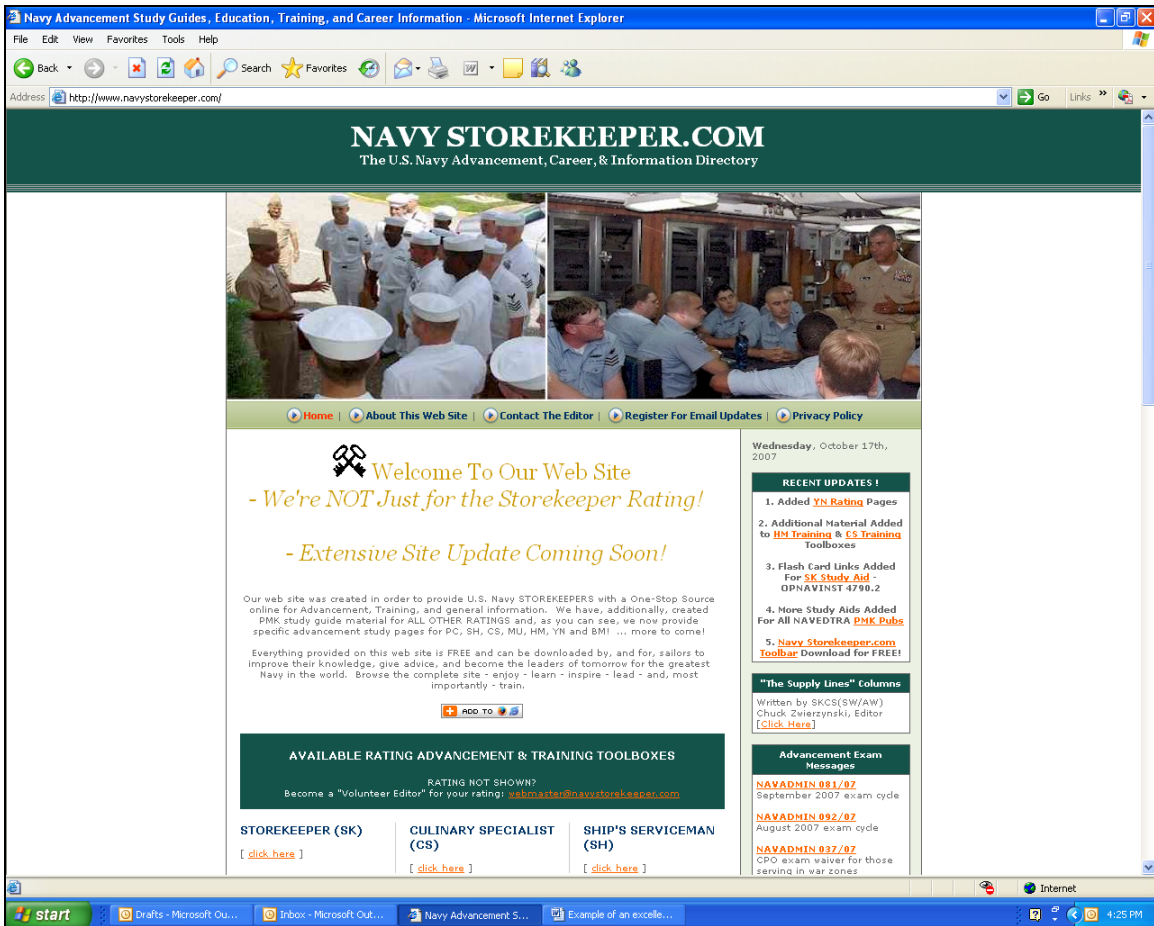 Navy Advancement Study Guides, Education, Training, and Career Information - Microsoft Internet Explorer
File Edit View Favorites Tools Help
Back Search Favorites
Address http://www.navystorekeeper.com/ Go Links »
NAVY STOREKEEPER.COM
The U.S. Navy Advancement, Career, & Information Directory
Home | About This Web Site | Contact The Editor | Register For Email Updates | Privacy Policy
Welcome To Our Web Site
- We're NOT Just for the Storekeeper Rating!
- Extensive Site Update Coming Soon!
Our web site was created in order to provide U.S. Navy STOREKEEPERS with a One-Stop Source
online for Advancement, Training, and general information. We have, additionally, created
PMK study guide material for ALL OTHER RATINGS and, as you can see, we now provide
specific advancement study pages for PC, SH, CS, MU, HM, YN and BM! ... more to come!
Everything provided on this web site is FREE and can be downloaded by, and for, sailors to
improve their knowledge, give advice, and become the leaders of tomorrow for the greatest
Navy in the world. Browse the complete site - enjoy - learn - inspire - lead - and, most
importantly - train.
ADD TO
AVAILABLE RATING ADVANCEMENT & TRAINING TOOLBOXES
RATING NOT SHOWN?
Become a "Volunteer Editor" for your rating: webmaster@navystorekeeper.com
STOREKEEPER (SK)
[ click here ]
CULINARY SPECIALIST
(CS)
[ click here ]
SHIP'S SERVICEMAN
(SH)
[ click here ]
Wednesday, October 17th,
2007
RECENT UPDATES !
1. Added YN Rating Pages
2. Additional Material Added
to HM Training & CS Training
Toolboxes
3. Flash Card Links Added
For SK Study Aid -
OPNAVINST 4790.2
4. More Study Aids Added
For All NAVEDTRA PMK Pubs
5. Navy Storekeeper.com
Toolbar Download for FREE!
"The Supply Lines" Columns
Written by SKCS(SW/AW)
Chuck Zwierzynski, Editor
[Click Here]
Advancement Exam
Messages
NAVADMIN 081/07
September 2007 exam cycle
NAVADMIN 092/07
August 2007 exam cycle
NAVADMIN 037/07
CPO exam waiver for those
serving in war zones
Internet
start Drafts - Microsoft Ou... Inbox - Microsoft Out... Navy Advancement S... Example of an excelle... 4:25 PM